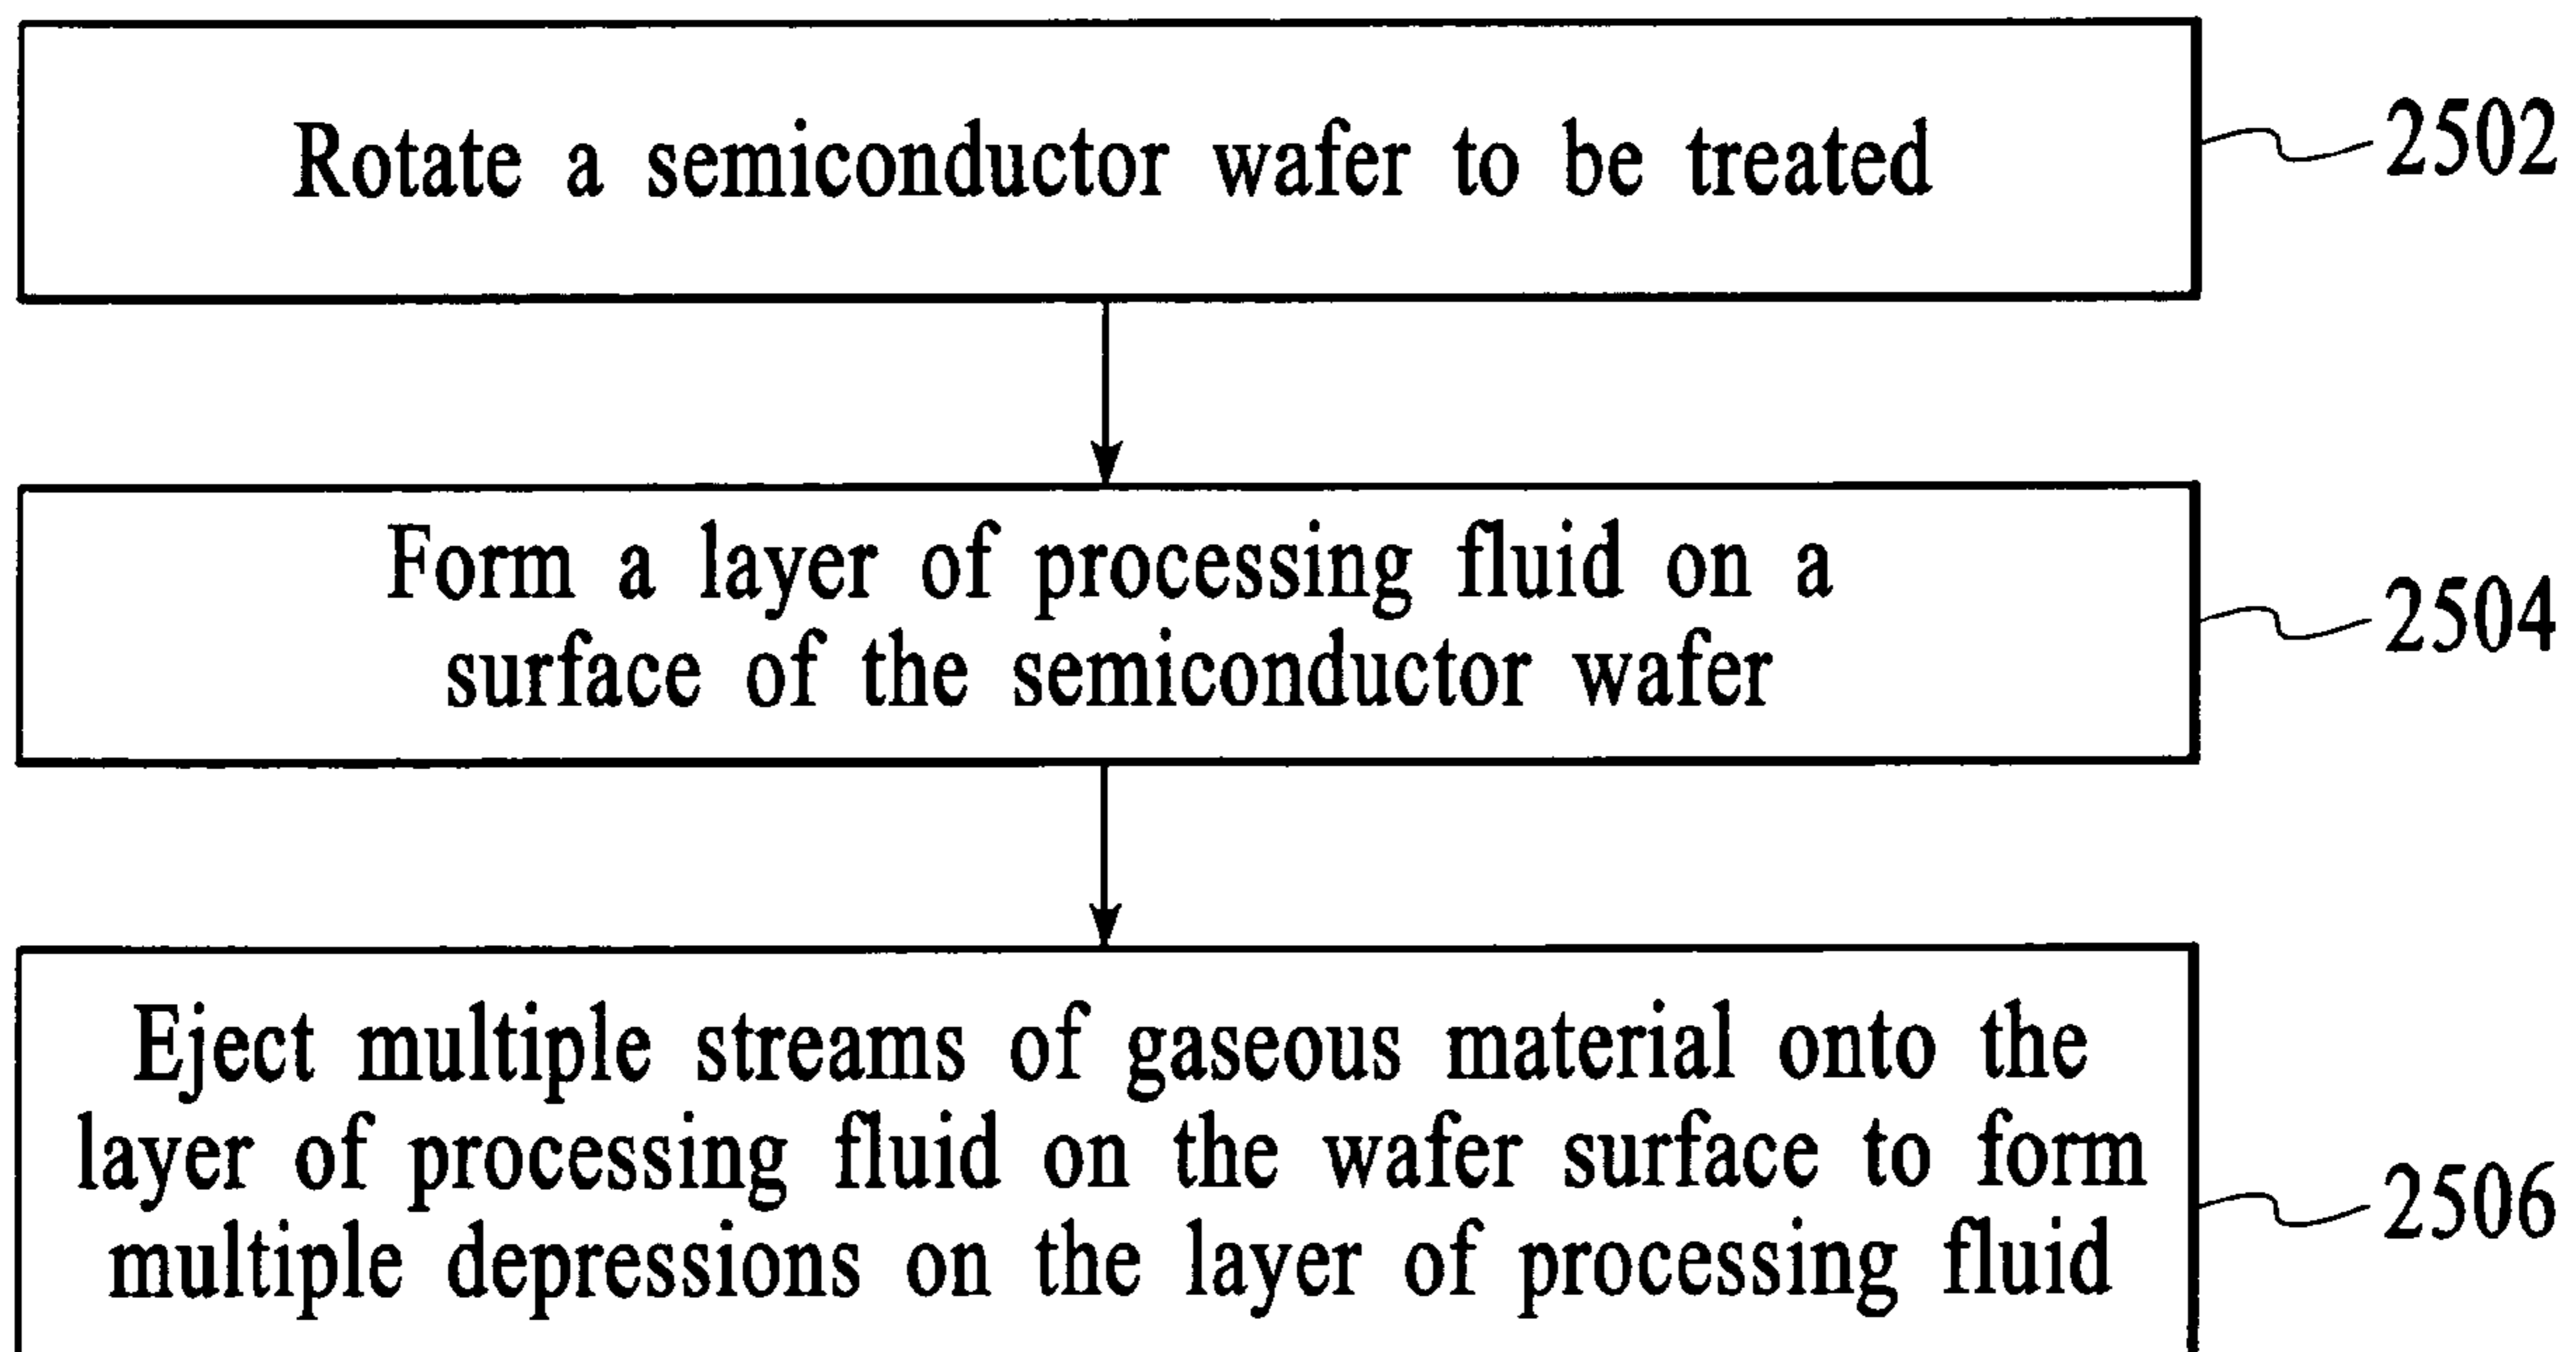 Rotate a semiconductor wafer to be treated
2502
Form a layer of processing fluid on a
surface of the semiconductor wafer
2504
Eject multiple streams of gaseous material onto the
layer of processing fluid on the wafer surface to form
multiple depressions on the layer of processing fluid
2506